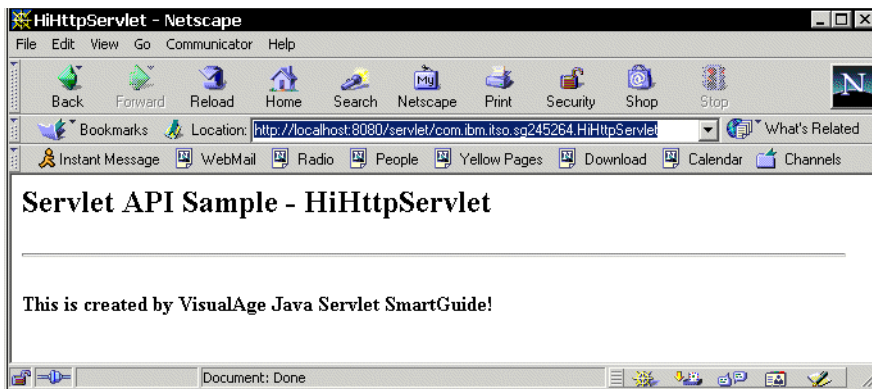 HiHttpServlet - Netscape
File Edit View Go Communicator Help
Back Forward Reload Home Search Netscape Print Security Shop Stop
My
N
Bookmarks Location: http://localhost:8080/servlet/com.ibm.itso.sg245264.HiHttpServlet What's Related
Instant Message WebMail Radio People Yellow Pages Download Calendar Channels
Servlet API Sample - HiHttpServlet
This is created by VisualAge Java Servlet SmartGuide!
Document: Done